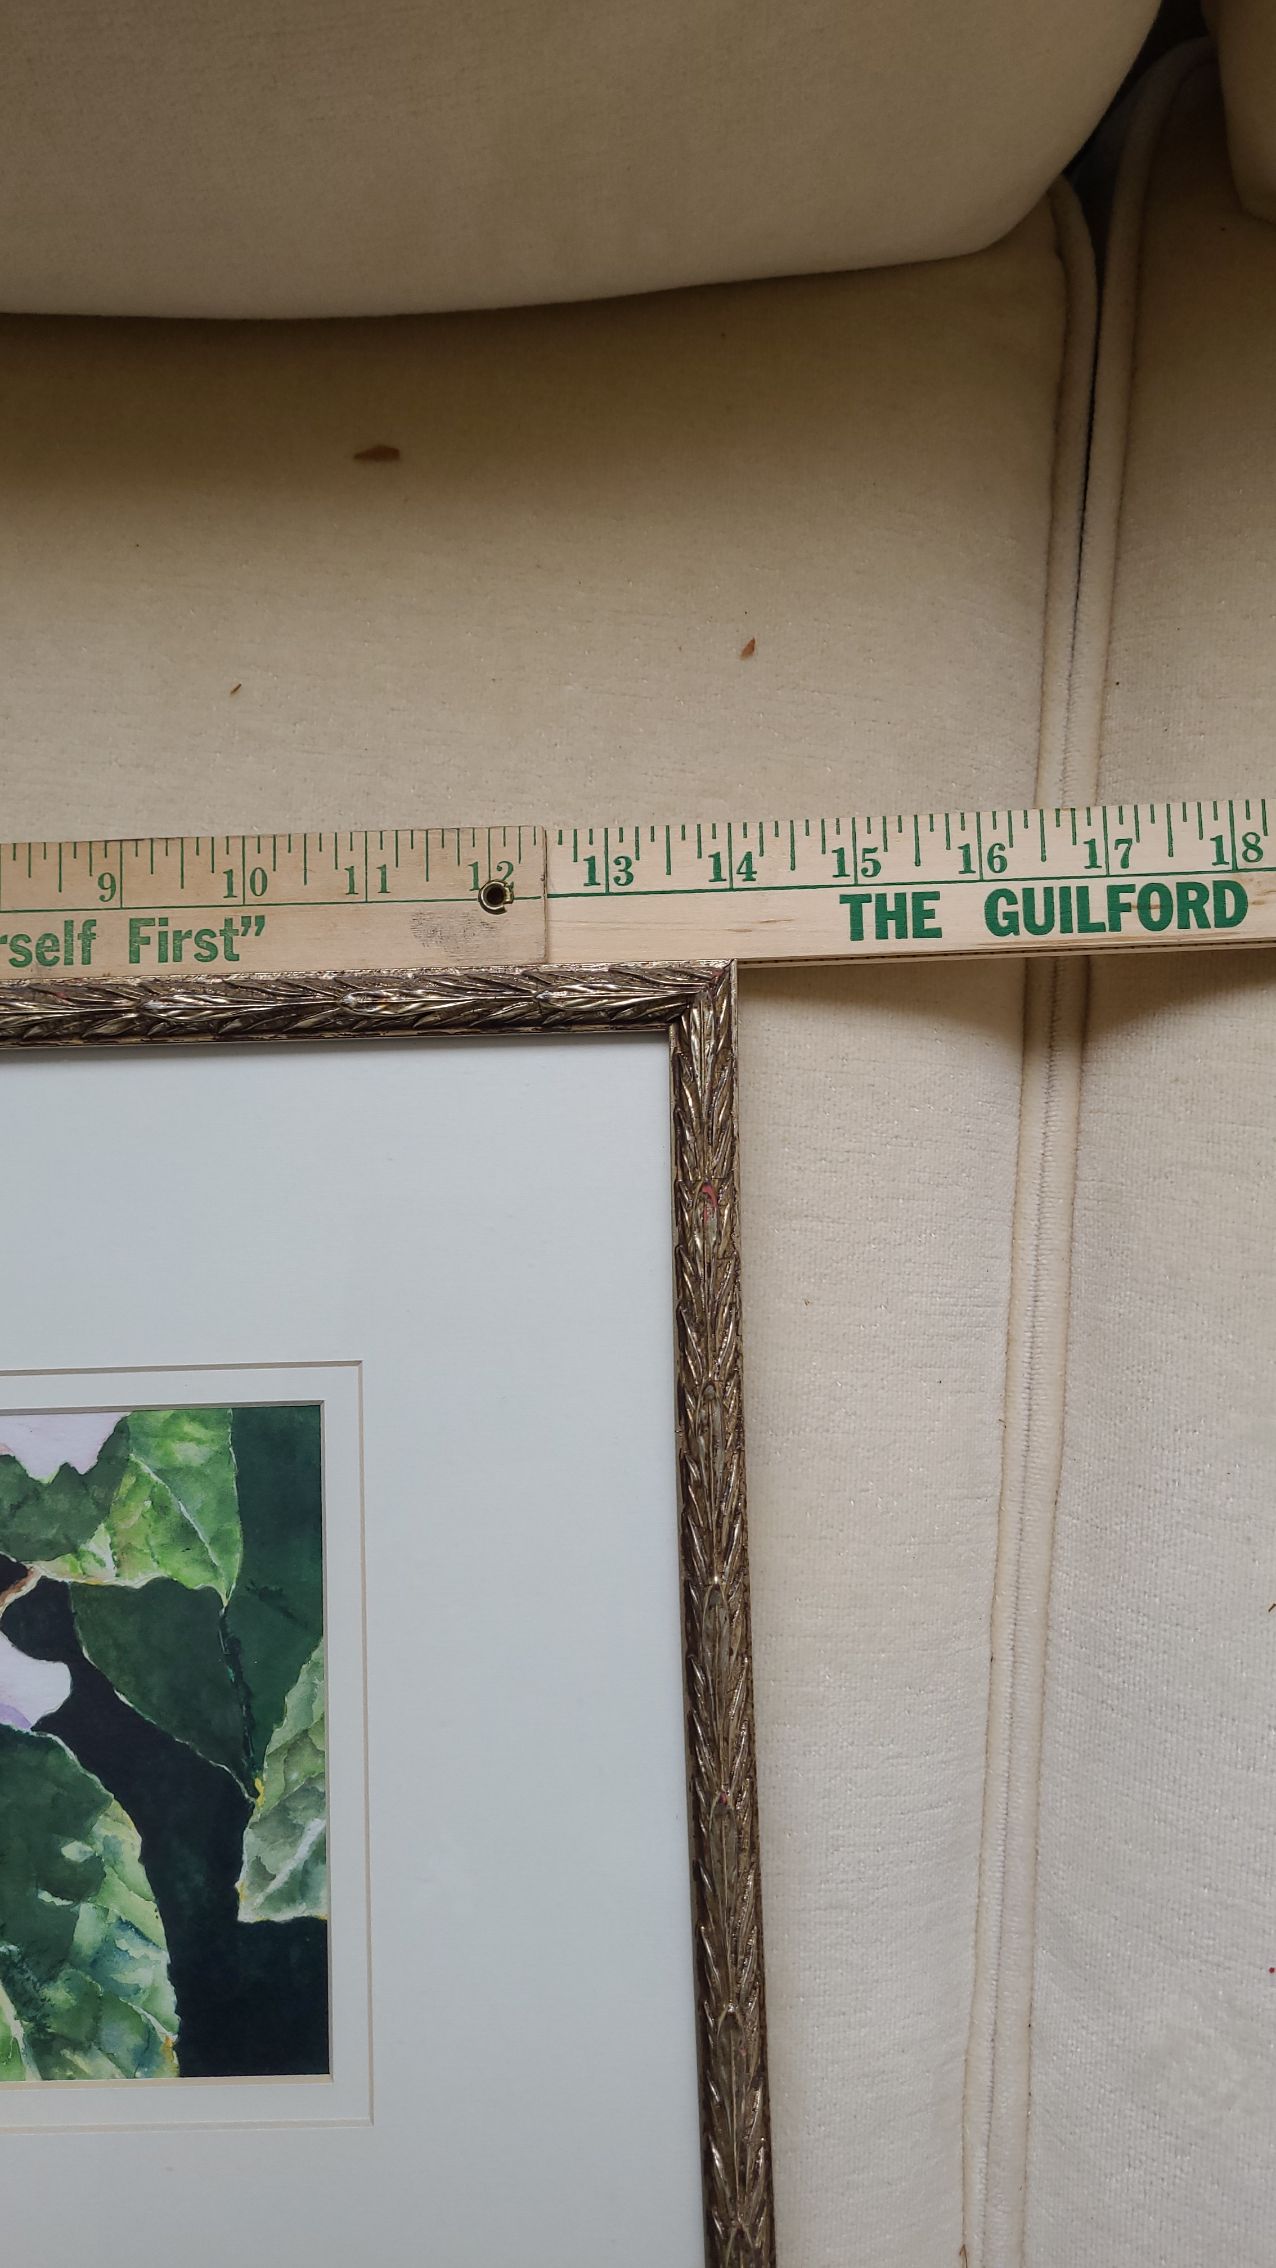 9 10 11 12 13 14 15 16 17 18
rself First” THE GUILFORD